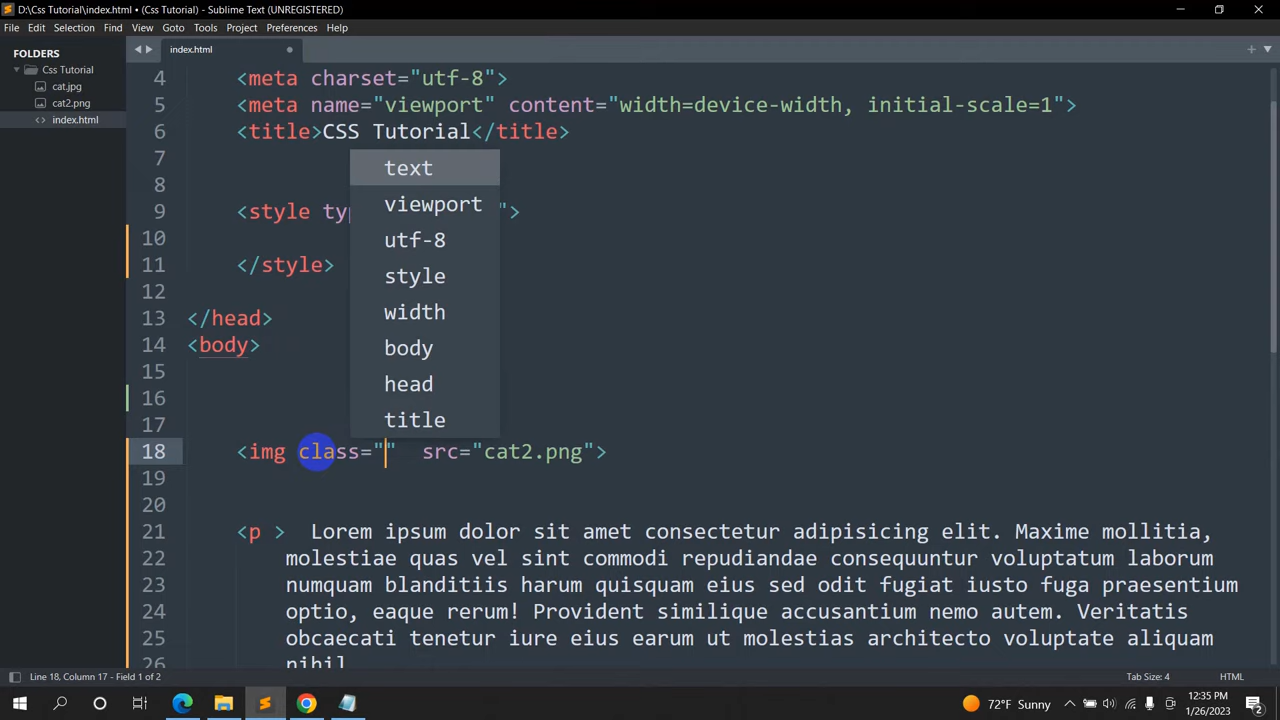 D:\Css Tutorial\index.html • (Css Tutorial) - Sublime Text (UNREGISTERED)
File Edit Selection Find View Goto Tools Project Preferences Help
FOLDERS
Css Tutorial
cat.jpg
cat2.png
<> index.html
index.html
4 <meta charset="utf-8">
5 <meta name="viewport" content="width=device-width, initial-scale=1">
6 <title>CSS Tutorial</title>
7
8
9 <style typ ">
10
11 </style>
12
13 </head>
14 <body>
15
16
17
18 <img class="" src="cat2.png">
19
20
21 <p > Lorem ipsum dolor sit amet consectetur adipisicing elit. Maxime mollitia,
22 molestiae quas vel sint commodi repudiandae consequuntur voluptatum laborum
23 numquam blanditiis harum quisquam eius sed odit fugiat iusto fuga praesentium
24 optio, eaque rerum! Provident similique accusantium nemo autem. Veritatis
25 obcaecati tenetur iure eius earum ut molestias architecto voluptate aliquam
26 nihil
text
viewport
utf-8
style
width
body
head
title
Line 18, Column 17 - Field 1 of 2
Tab Size: 4
HTML
72°F Sunny
12:35 PM
1/26/2023
2